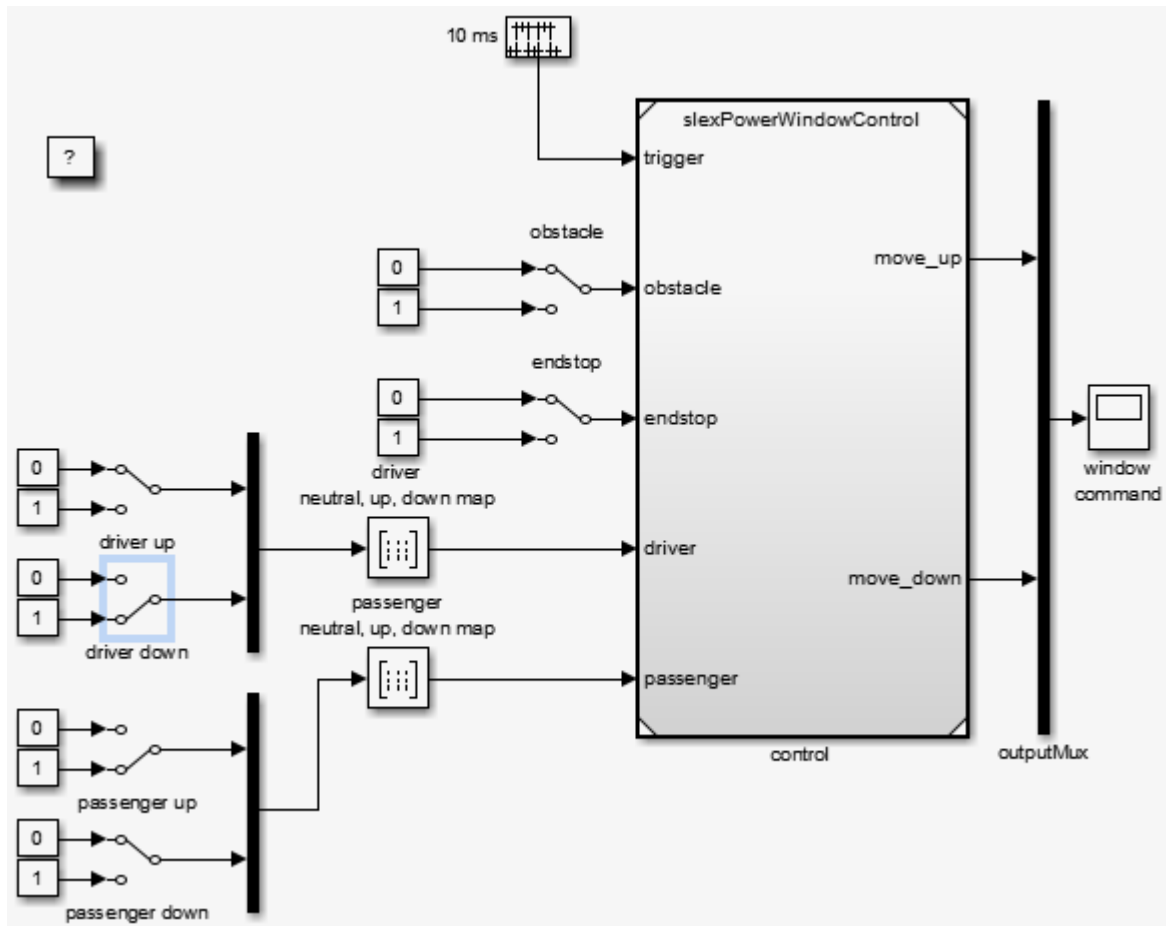 10 ms
slexPowerWindowControl
trigger
?
obstacle
0
1
obstacle
move_up
endstop
0
1
endstop
driver
neutral, up, down map
driver
0
1
driver up
0
1
driver down
passenger
neutral, up, down map
passenger
move_down
window
command
0
1
passenger up
0
1
passenger down
control
outputMux